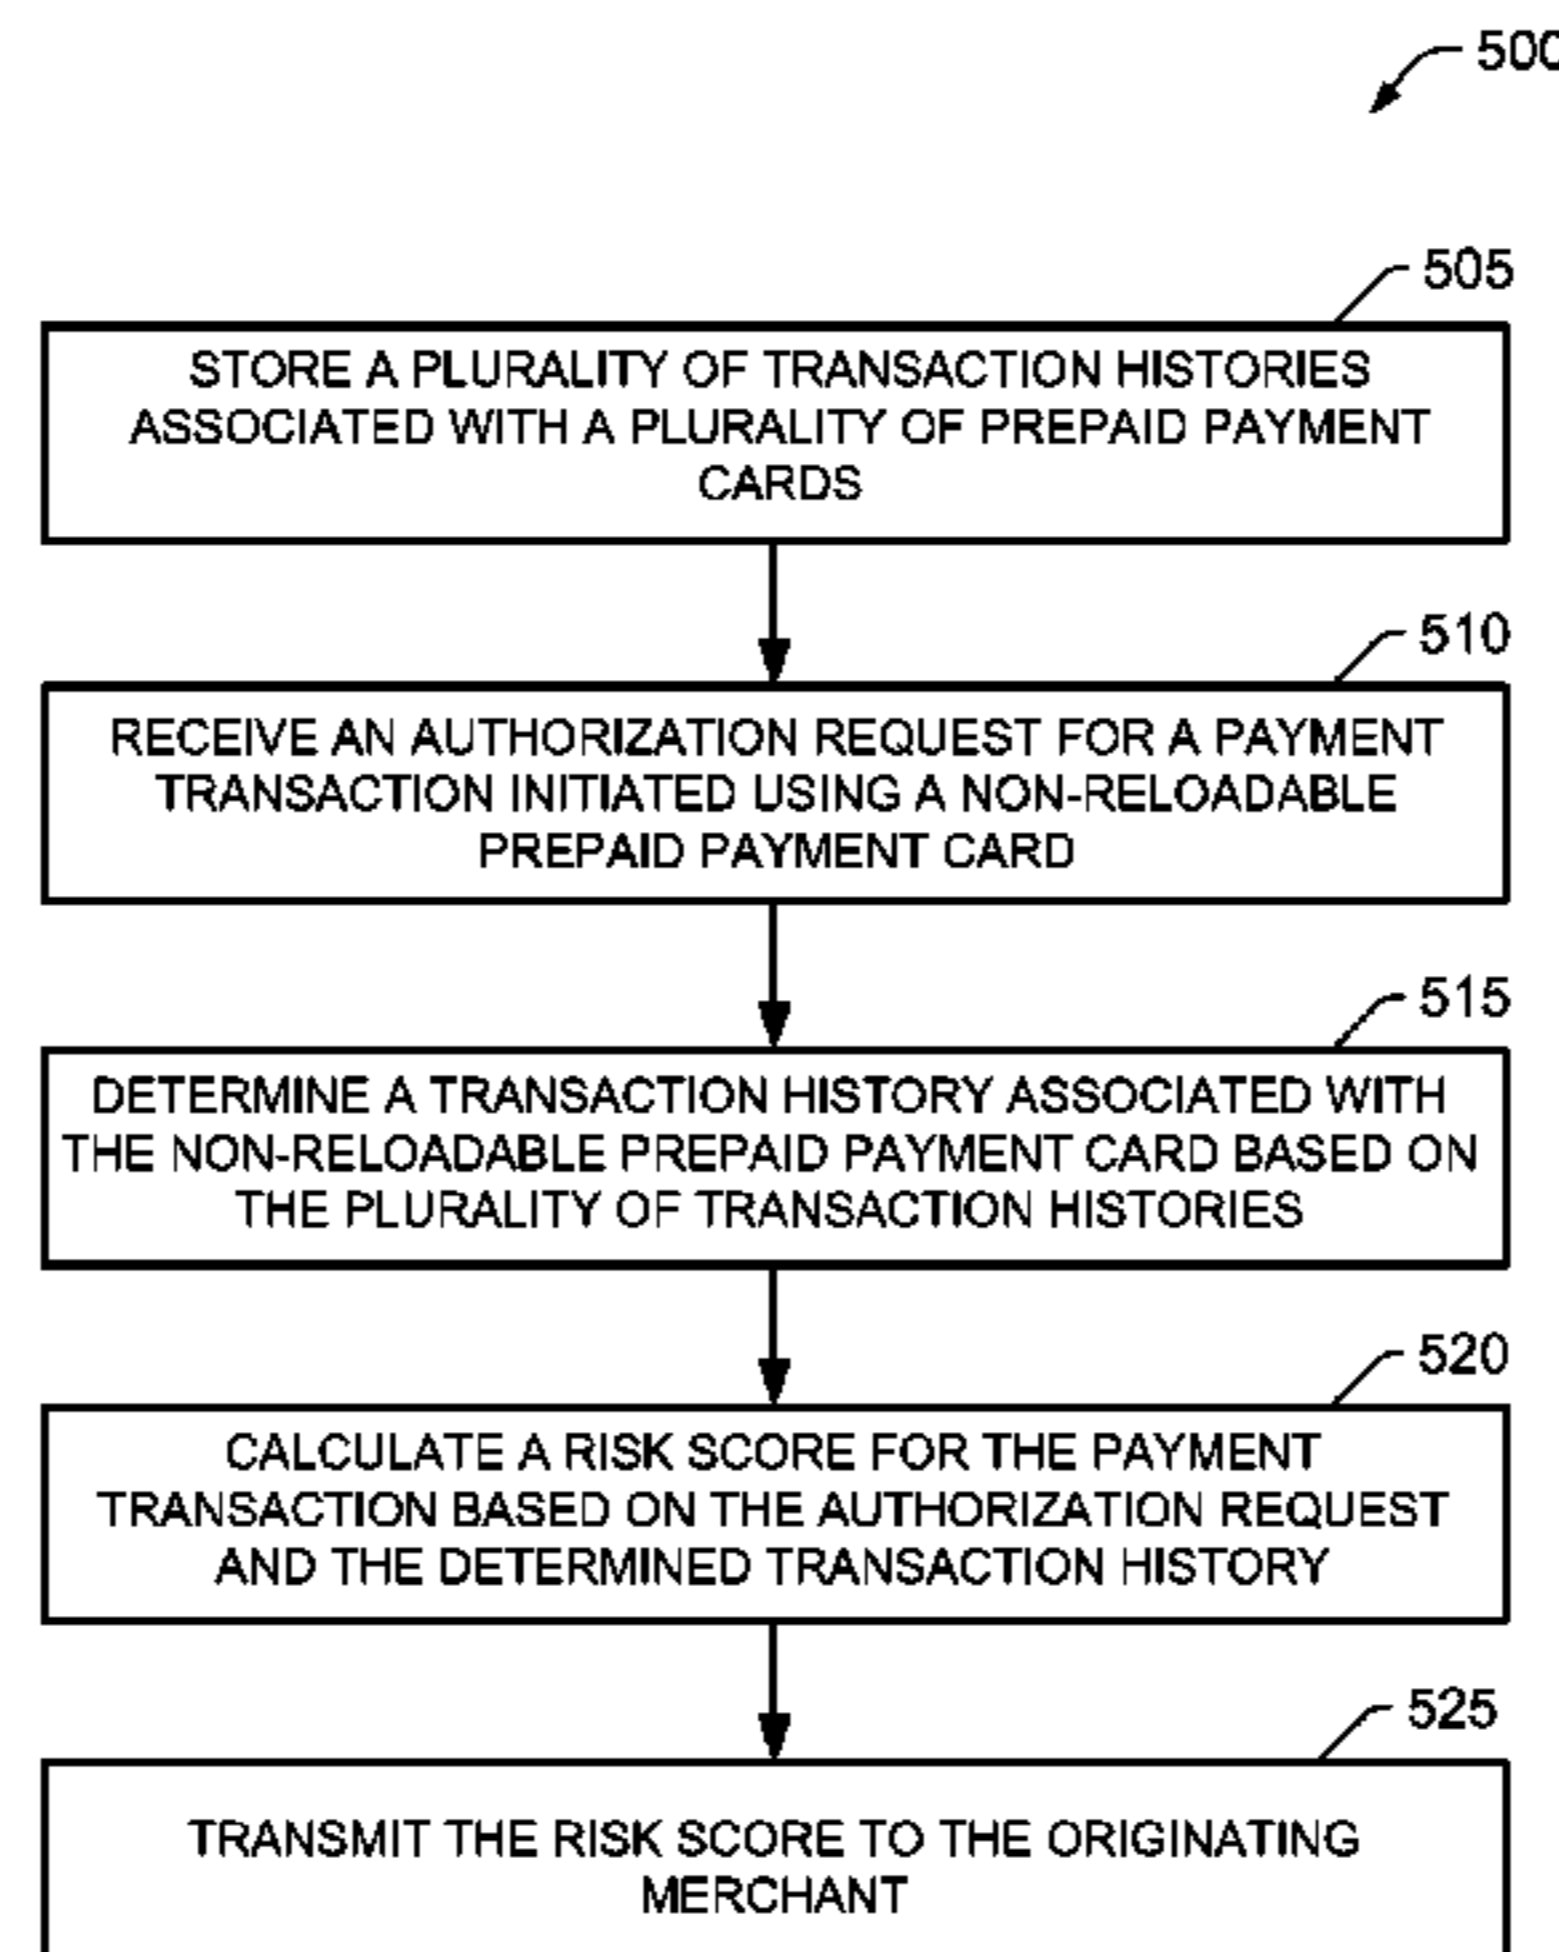 500
505
STORE A PLURALITY OF TRANSACTION HISTORIES
ASSOCIATED WITH A PLURALITY OF PREPAID PAYMENT
CARDS
510
RECEIVE AN AUTHORIZATION REQUEST FOR A PAYMENT
TRANSACTION INITIATED USING A NON-RELOADABLE
PREPAID PAYMENT CARD
515
DETERMINE A TRANSACTION HISTORY ASSOCIATED WITH
THE NON-RELOADABLE PREPAID PAYMENT CARD BASED ON
THE PLURALITY OF TRANSACTION HISTORIES
520
CALCULATE A RISK SCORE FOR THE PAYMENT
TRANSACTION BASED ON THE AUTHORIZATION REQUEST
AND THE DETERMINED TRANSACTION HISTORY
525
TRANSMIT THE RISK SCORE TO THE ORIGINATING
MERCHANT